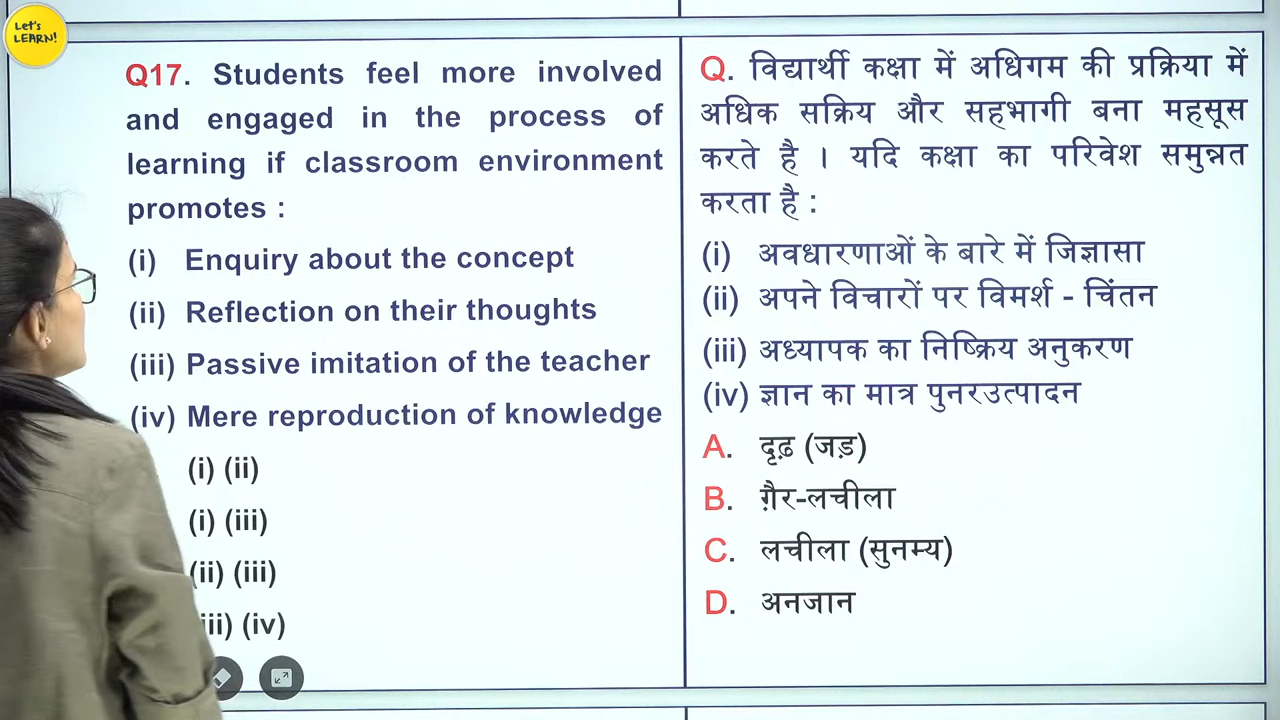 Let's
LEARN!
Q17. Students feel more involved
and engaged in the process of
learning if classroom environment
promotes :
(i) Enquiry about the concept
(ii) Reflection on their thoughts
(iii) Passive imitation of the teacher
(iv) Mere reproduction of knowledge
(i) (ii)
(i) (iii)
(ii) (iii)
(iv)
Q. विद्यार्थी कक्षा में अधिगम की प्रक्रिया में
अधिक सक्रिय और सहभागी बना महसूस
करते है । यदि कक्षा का परिवेश समुन्नत
करता है :
(i) अवधारणाओं के बारे में जिज्ञासा
(ii) अपने विचारों पर विमर्श - चिंतन
(iii) अध्यापक का निष्क्रिय अनुकरण
(iv) ज्ञान का मात्र पुनरउत्पादन
A. दृढ़ (जड़)
B. ग़ैर-लचीला
C. लचीला (सुनम्य)
D. अनजान